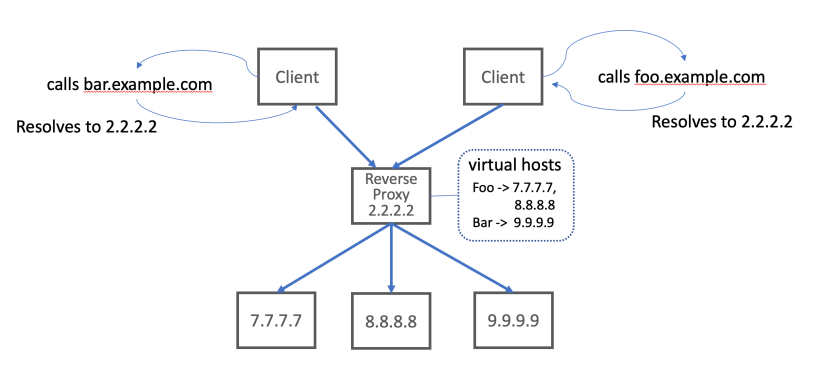 Client
Client
calls bar.example.com
calls foo.example.com
Resolves to 2.2.2.2
Resolves to 2.2.2.2
Reverse
Proxy
2.2.2.2
virtual hosts
Foo -> 7.7.7.7,
8.8.8.8
Bar -> 9.9.9.9
7.7.7.7
8.8.8.8
9.9.9.9